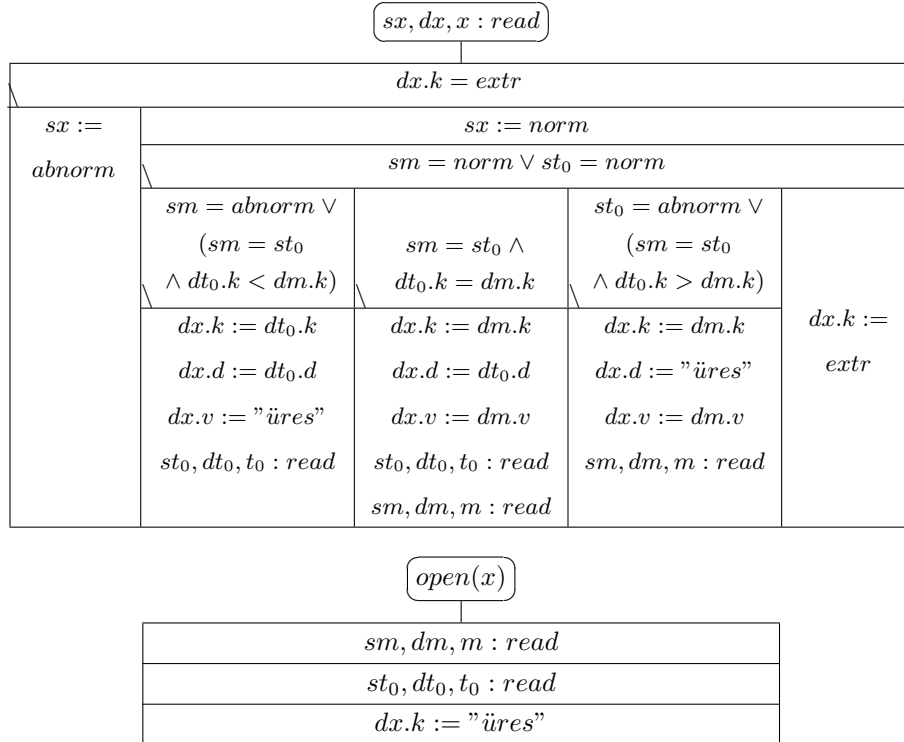 sx, dx, x : read
dx.k = extr
sx := abnorm
sx := norm
sm = norm ∨ st₀ = norm
sm = abnorm ∨
(sm = st₀
∧ dt₀.k < dm.k)
sm = st₀ ∧
dt₀.k = dm.k
st₀ = abnorm ∨
(sm = st₀
∧ dt₀.k > dm.k)
dx.k := dt₀.k
dx.d := dt₀.d
dx.v := "üres"
st₀, dt₀, t₀ : read
dx.k := dm.k
dx.d := dt₀.d
dx.v := dm.v
st₀, dt₀, t₀ : read
sm, dm, m : read
dx.k := dm.k
dx.d := "üres"
dx.v := dm.v
sm, dm, m : read
dx.k :=
extr
open(x)
sm, dm, m : read
st₀, dt₀, t₀ : read
dx.k := "üres"